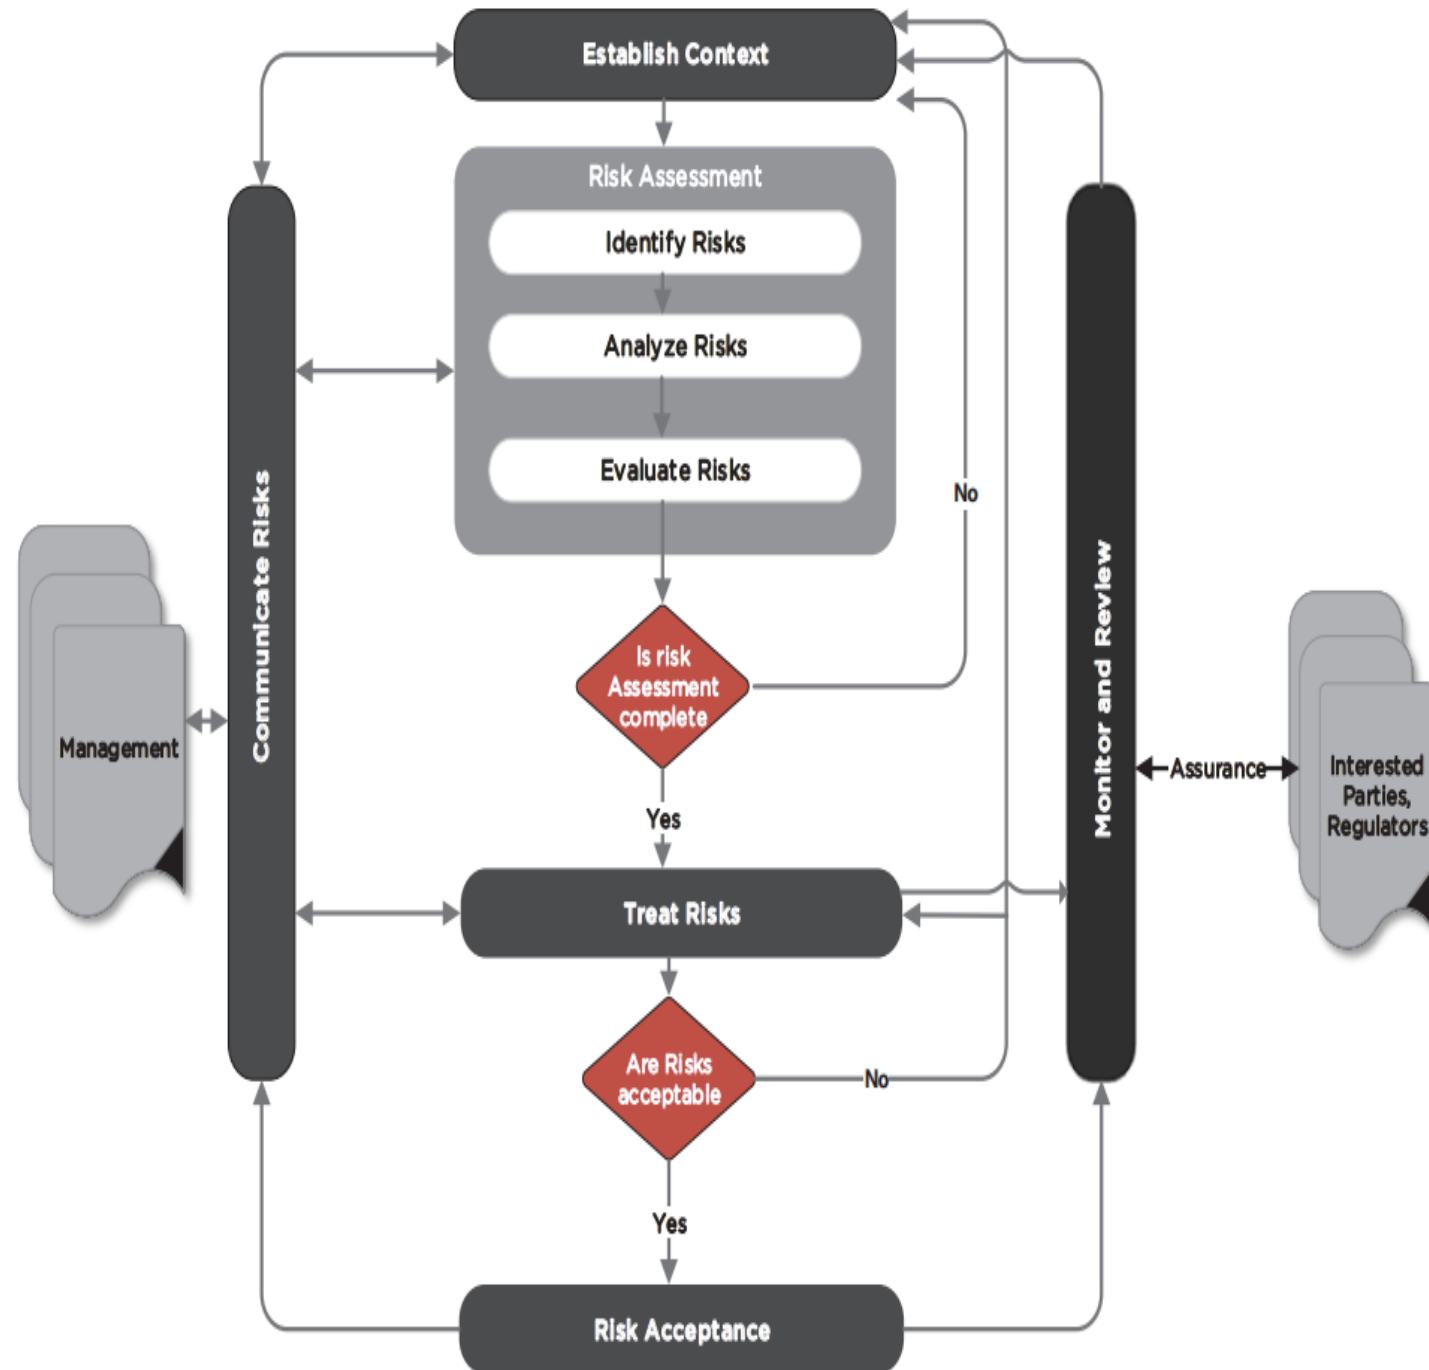 Establish Context
Risk Assessment
Identify Risks
Analyze Risks
Evaluate Risks
No
Communicate Risks
Monitor and Review
Is risk
Assessment
complete
Management
Assurance
Interested
Parties,
Regulators
Yes
Treat Risks
Are Risks
acceptable
No
Yes
Risk Acceptance